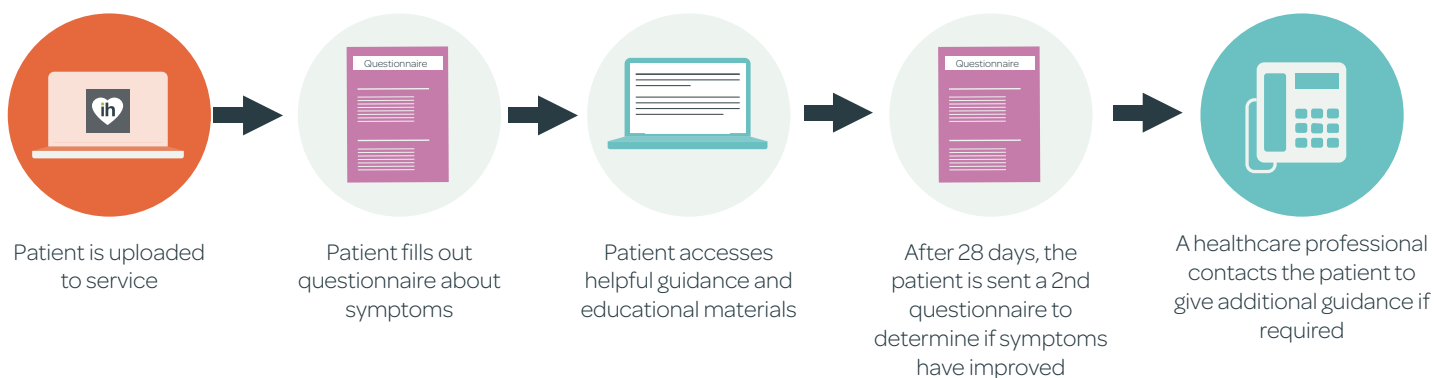 ih
Questionnaire
Questionnaire
Patient is uploaded
to service
Patient fills out
questionnaire about
symptoms
Patient accesses
helpful guidance and
educational materials
After 28 days, the
patient is sent a 2nd
questionnaire to
determine if symptoms
have improved
A healthcare professional
contacts the patient to
give additional guidance if
required